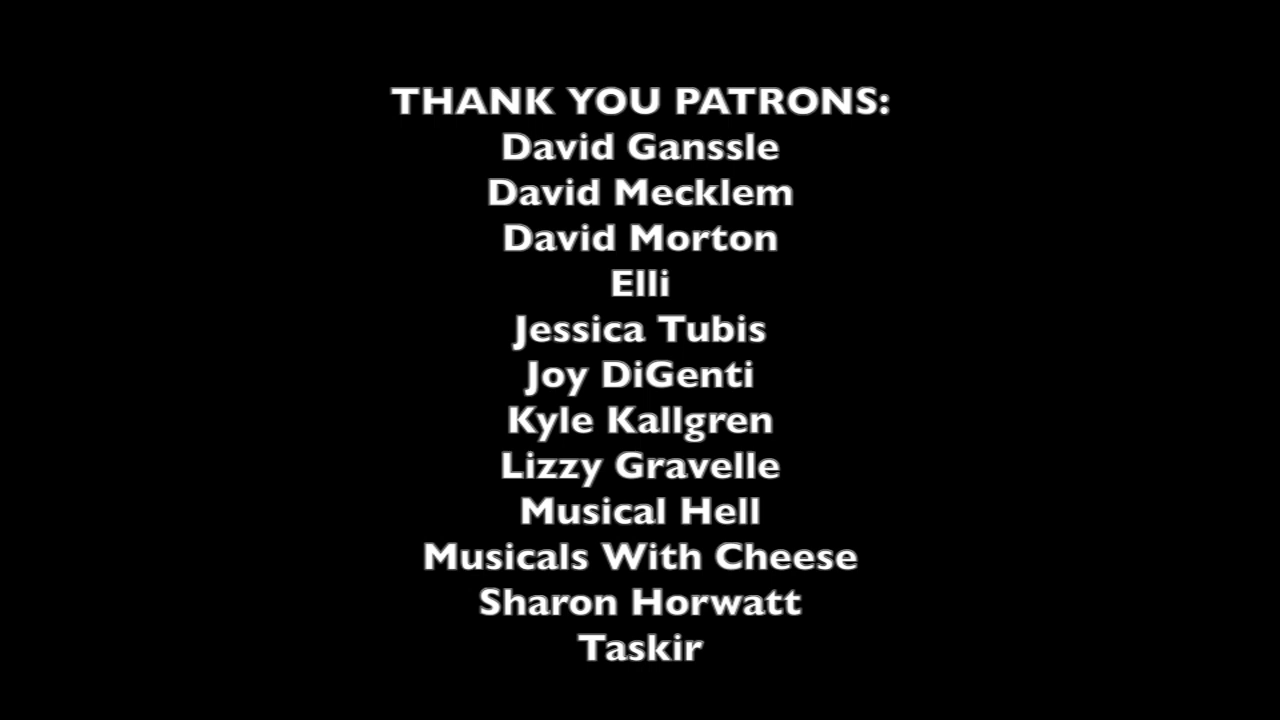 THANK YOU PATRONS:
David Ganssle
David Mecklem
David Morton
Elli
Jessica Tubis
Joy DiGenti
Kyle Kallgren
Lizzy Gravelle
Musical Hell
Musicals With Cheese
Sharon Horwatt
Taskir